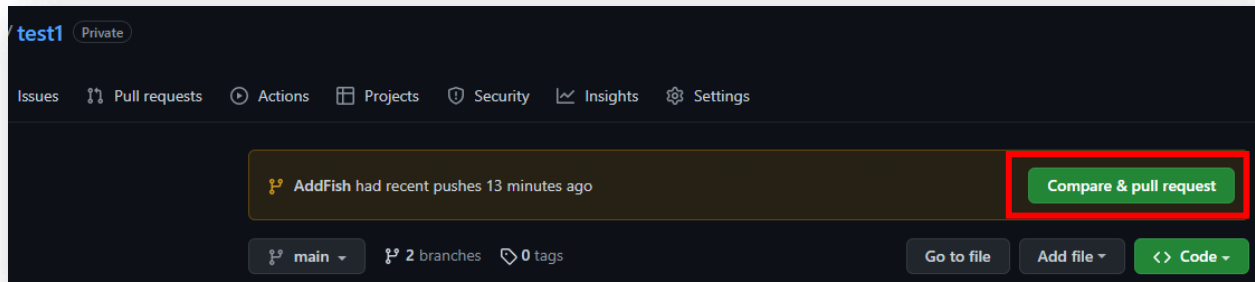 / test1 Private
Issues Pull requests Actions Projects Security Insights Settings
AddFish had recent pushes 13 minutes ago Compare & pull request
main 2 branches 0 tags Go to file Add file <> Code